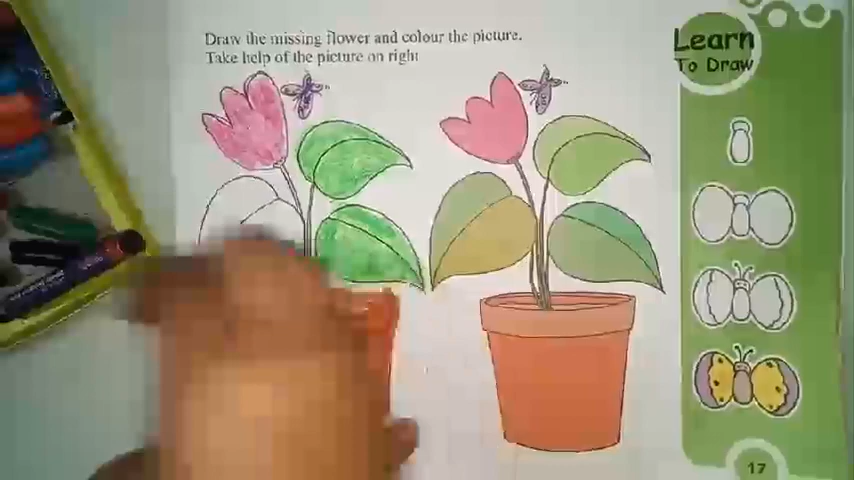 Draw the missing flower and colour the picture.
Take help of the picture on right
Learn
To Draw
17